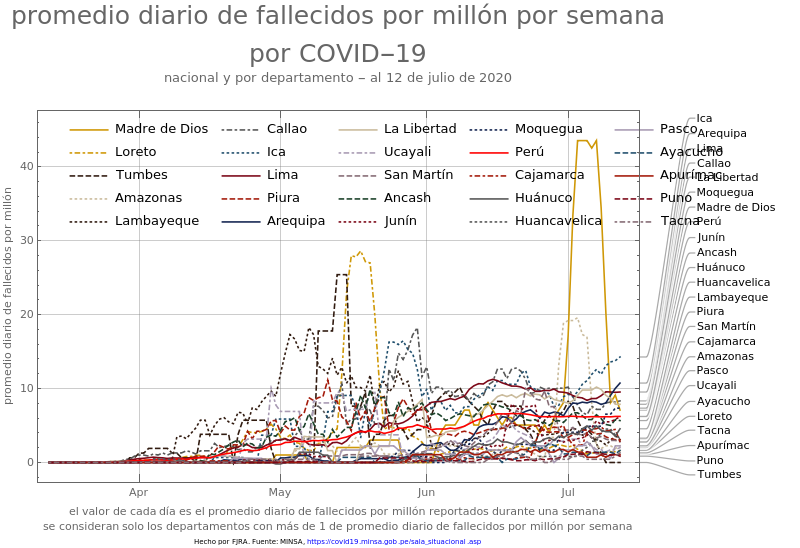 promedio diario de fallecidos por millón por semana
por COVID−19
nacional y por departamento − al 12 de julio de 2020
promedio diario de fallecidos por millón
40
30
20
10
0
Apr May Jun Jul
Madre de Dios Callao La Libertad Moquegua Pasco
Loreto Ica Ucayali Perú Ayacucho
Tumbes Lima San Martín Cajamarca Apurímac
Amazonas Piura Ancash Huánuco Puno
Lambayeque Arequipa Junín Huancavelica Tacna
Ica
Arequipa
Lima
Callao
La Libertad
Moquegua
Madre de Dios
Perú
Junín
Ancash
Huánuco
Huancavelica
Lambayeque
Piura
San Martín
Cajamarca
Amazonas
Pasco
Ucayali
Ayacucho
Loreto
Tacna
Apurímac
Puno
Tumbes
el valor de cada día es el promedio diario de fallecidos por millón reportados durante una semana
se consideran solo los departamentos con más de 1 de promedio diario de fallecidos por millón por semana
Hecho por FJRA. Fuente: MINSA, https://covid19.minsa.gob.pe/sala_situacional.asp